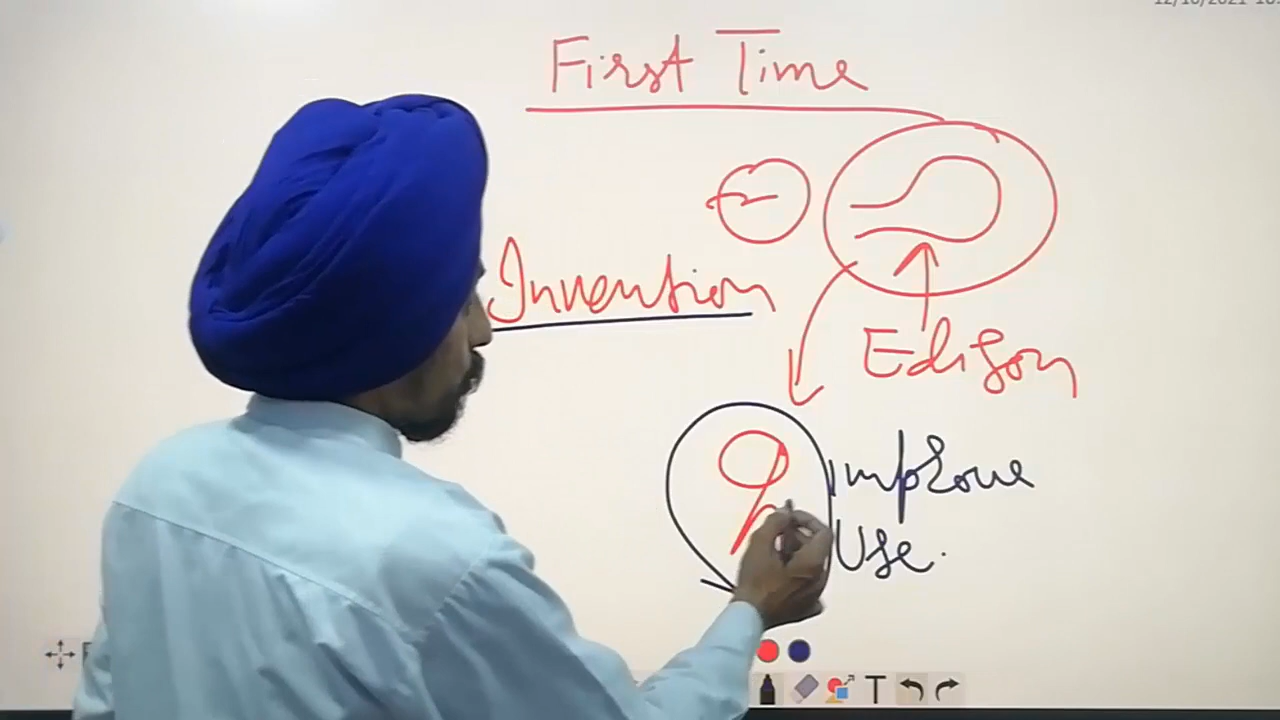 First Time
Invention
Edison
Improve
Use.
T